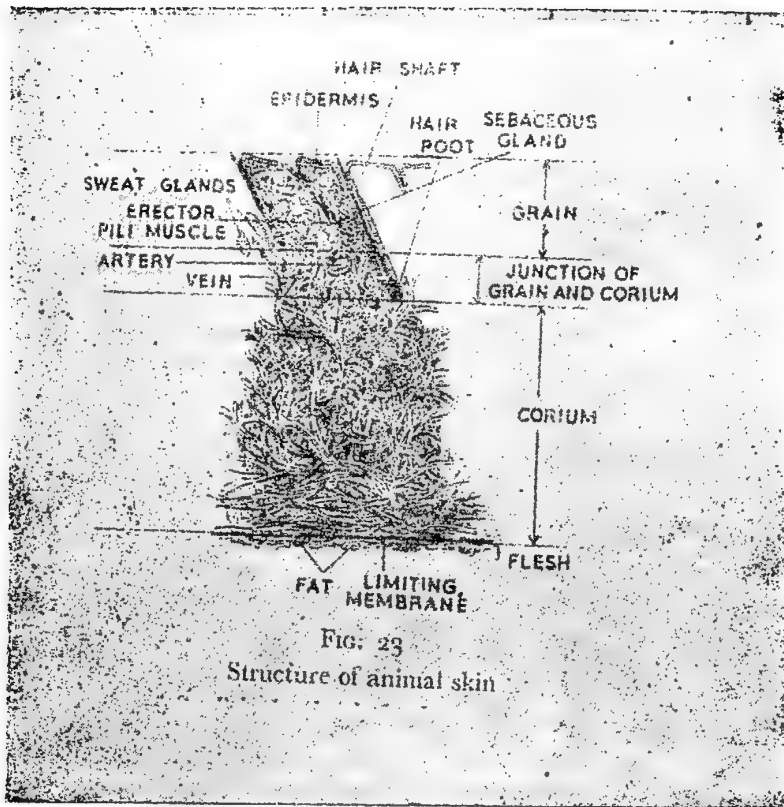 HAIR SHAFT
EPIDERMIS
HAIR
ROOT
SEBACEOUS
GLAND
SWEAT GLANDS
ERECTOR
PILI MUSCLE
ARTERY
VEIN
GRAIN
JUNCTION OF
GRAIN AND CORIUM
CORIUM
FLESH
FAT
LIMITING
MEMBRANE
FIG. 23
Structure of animal skin